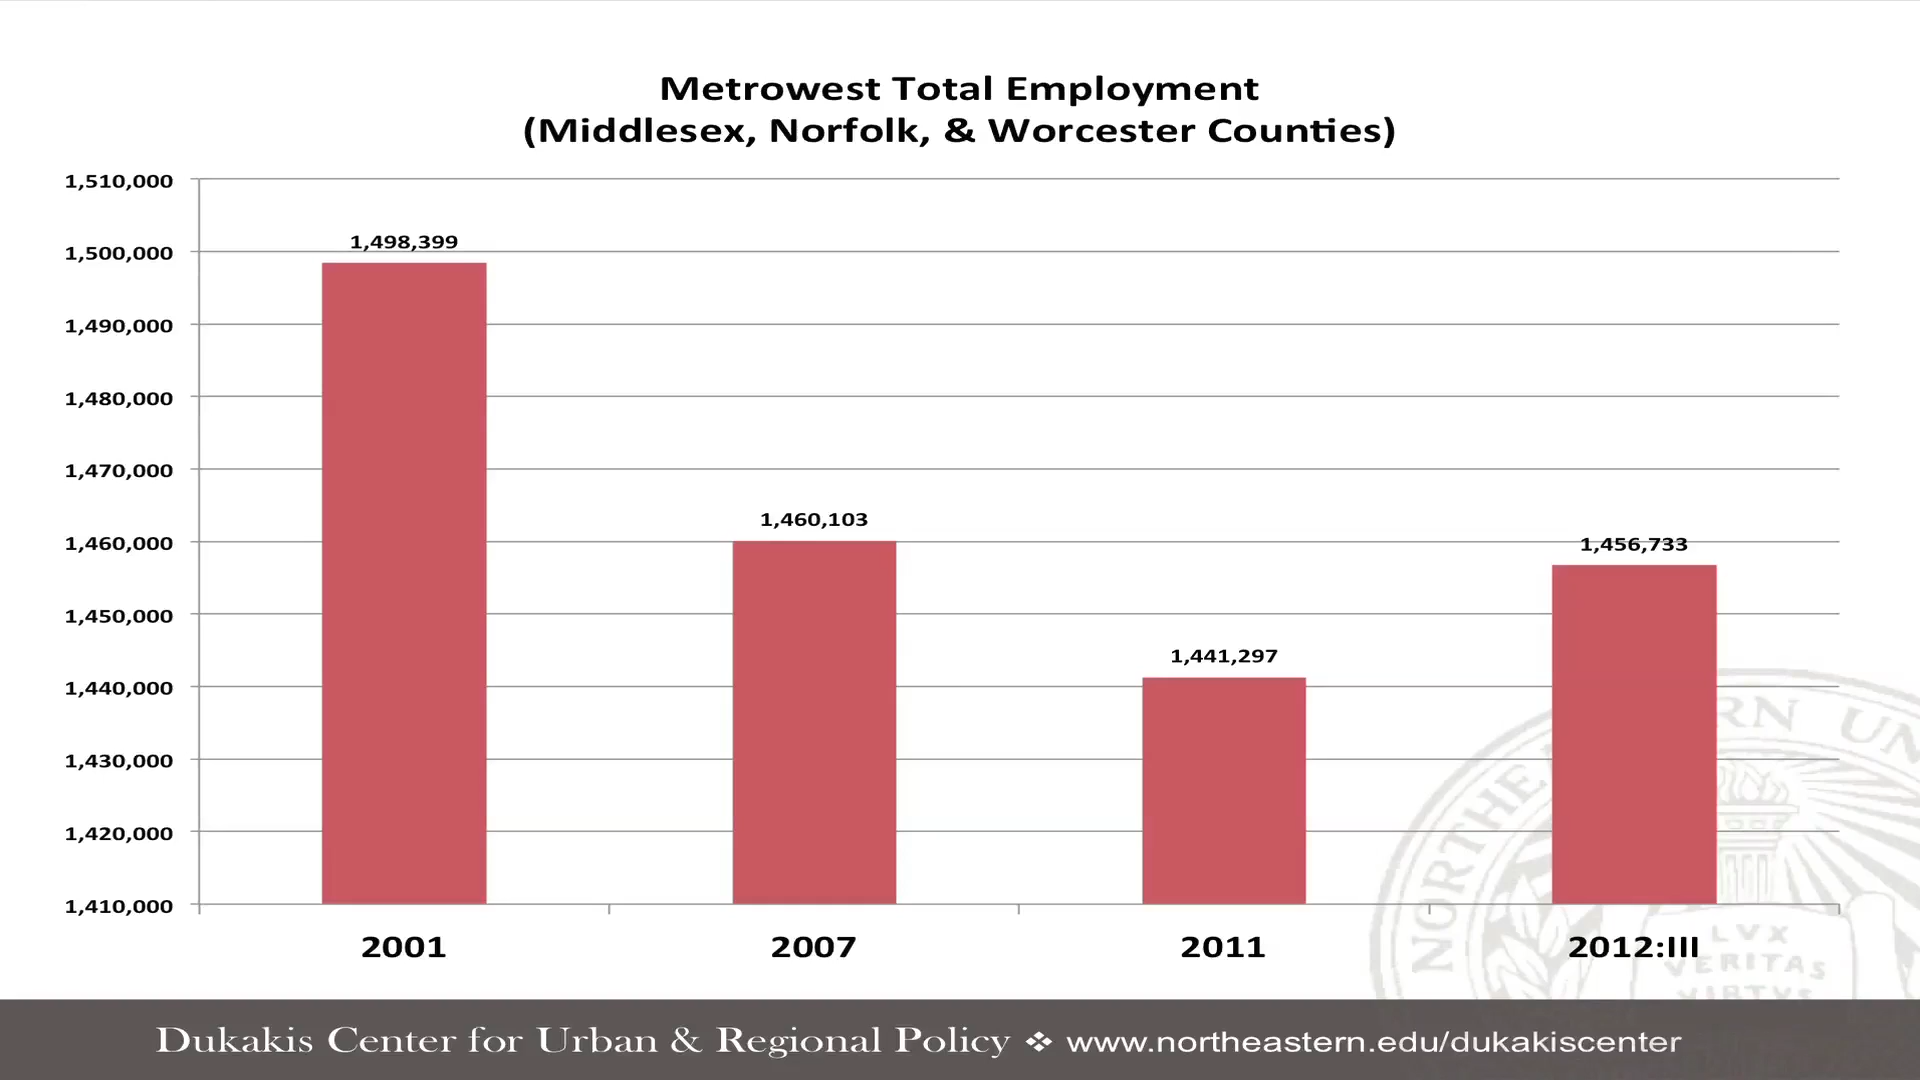 Metrowest Total Employment
(Middlesex, Norfolk, & Worcester Counties)
1,510,000
1,500,000
1,490,000
1,480,000
1,470,000
1,460,000
1,450,000
1,440,000
1,430,000
1,420,000
1,410,000
1,498,399
1,460,103
1,441,297
1,456,733
2001
2007
2011
2012:III
LVX
VERITAS
VIRTVS
Dukakis Center for Urban & Regional Policy ❖ www.northeastern.edu/dukakiscenter